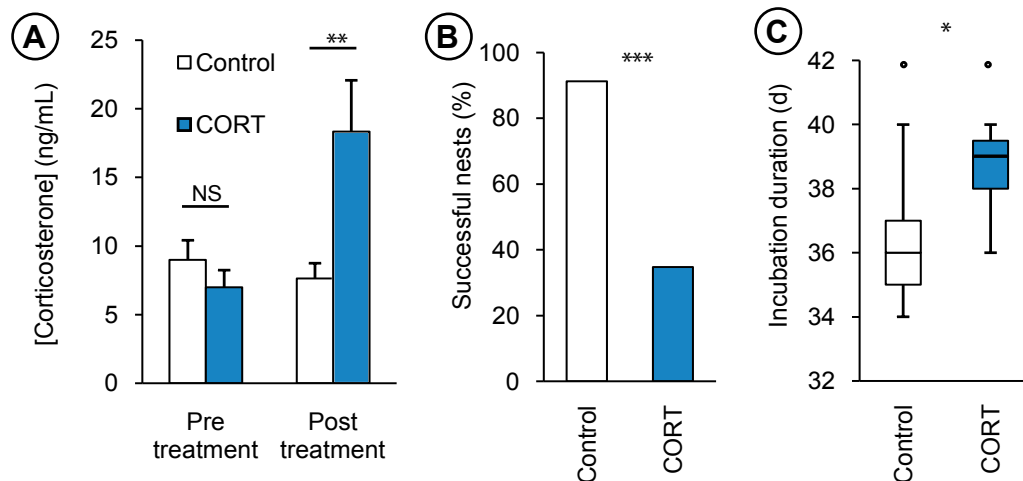 A
[Corticosterone] (ng/mL)
25
20
15
10
5
0
Control
CORT
NS
**
Pre
treatment
Post
treatment
B
Successful nests (%)
100
80
60
40
20
0
***
Control
CORT
C
Incubation duration (d)
42
40
38
36
34
32
*
Control
CORT